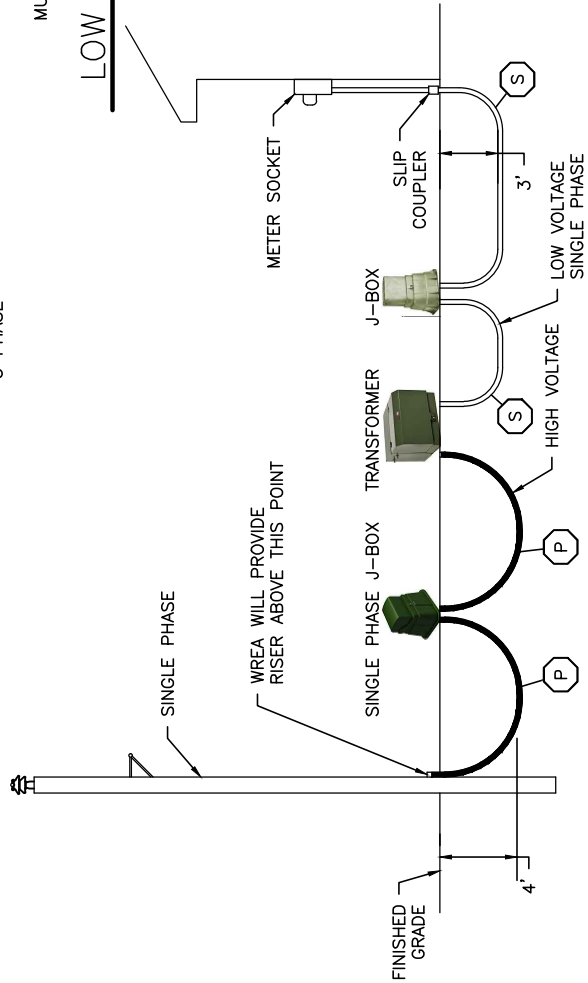 MU
LOW
3-PHASE
SINGLE PHASE
WREA WILL PROVIDE
RISER ABOVE THIS POINT
METER SOCKET
SINGLE PHASE J-BOX
TRANSFORMER
J-BOX
SLIP
COUPLER
FINISHED
GRADE
4'
P
P
HIGH VOLTAGE
S
LOW VOLTAGE
SINGLE PHASE
3'
S